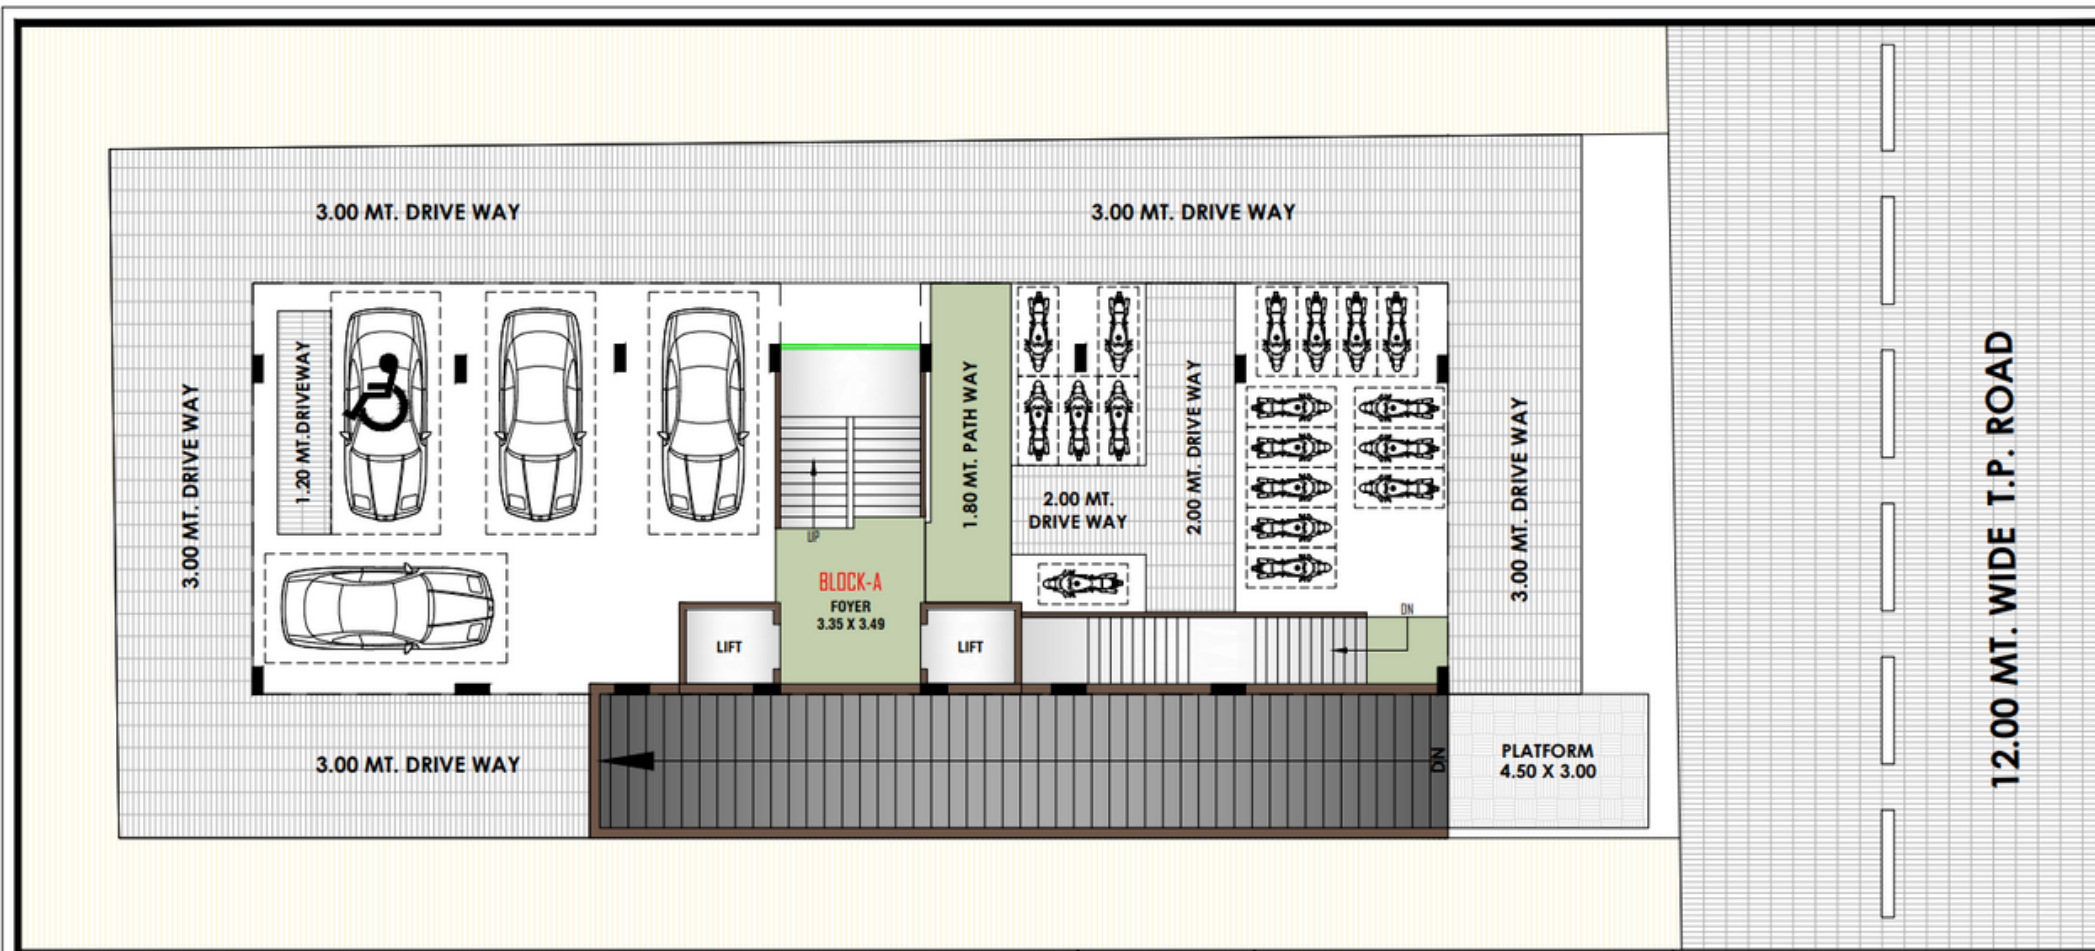 3.00 MT. DRIVE WAY
3.00 MT. DRIVE WAY
3.00 MT. DRIVE WAY
1.20 MT.DRIVEWAY
UP
BLOCK-A
FOYER
3.35 X 3.49
LIFT
LIFT
1.80 MT. PATH WAY
2.00 MT.
DRIVE WAY
2.00 MT. DRIVE WAY
DN
3.00 MT. DRIVE WAY
3.00 MT. DRIVE WAY
DN
PLATFORM
4.50 X 3.00
12.00 MT. WIDE T.P. ROAD